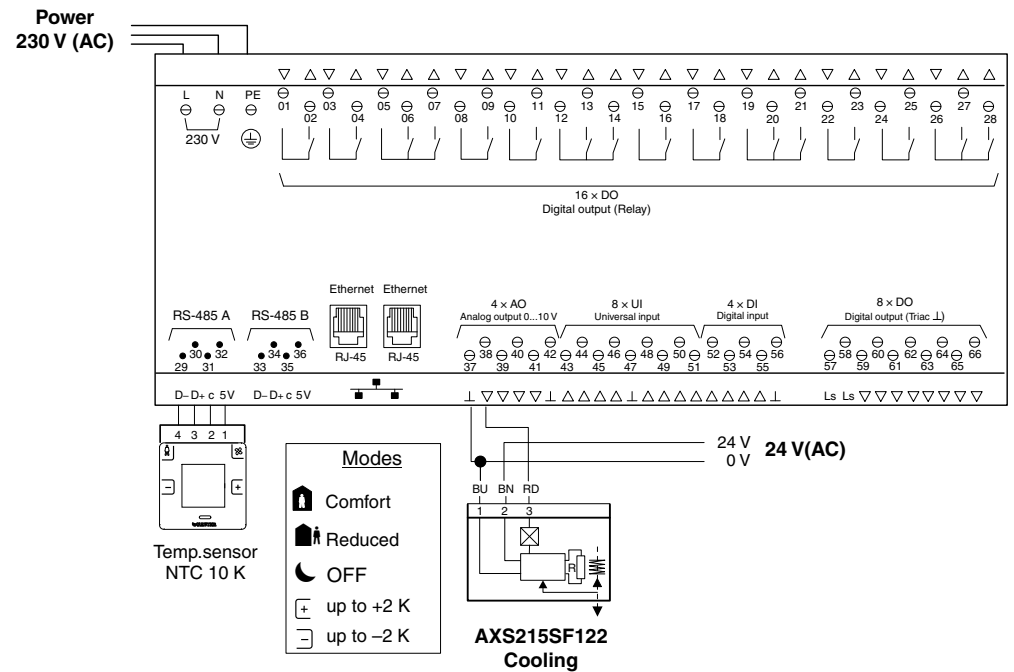 Power
230 V (AC)
L N PE
230 V
01 02 03 04 05 06 07 08 09 10 11 12 13 14 15 16 17 18 19 20 21 22 23 24 25 26 27 28
16 × DO
Digital output (Relay)
RS-485 A
RS-485 B
Ethernet Ethernet
RJ-45 RJ-45
4 × AO
Analog output 0...10 V
8 × UI
Universal input
4 × DI
Digital input
8 × DO
Digital output (Triac ⊥)
29 30 31 32
33 34 35 36
37 38 39 40 41 42 43 44 45 46 47 48 49 50 51 52 53 54 55 56
57 58 59 60 61 62 63 64 65 66
D– D+ c 5V
D– D+ c 5V
Ls Ls
4 3 2 1
– +
Temp.sensor
NTC 10 K
Modes
Comfort
Reduced
OFF
+ up to +2 K
– up to –2 K
24 V
0 V
24 V(AC)
BU BN RD
1 2 3
R
AXS215SF122
Cooling